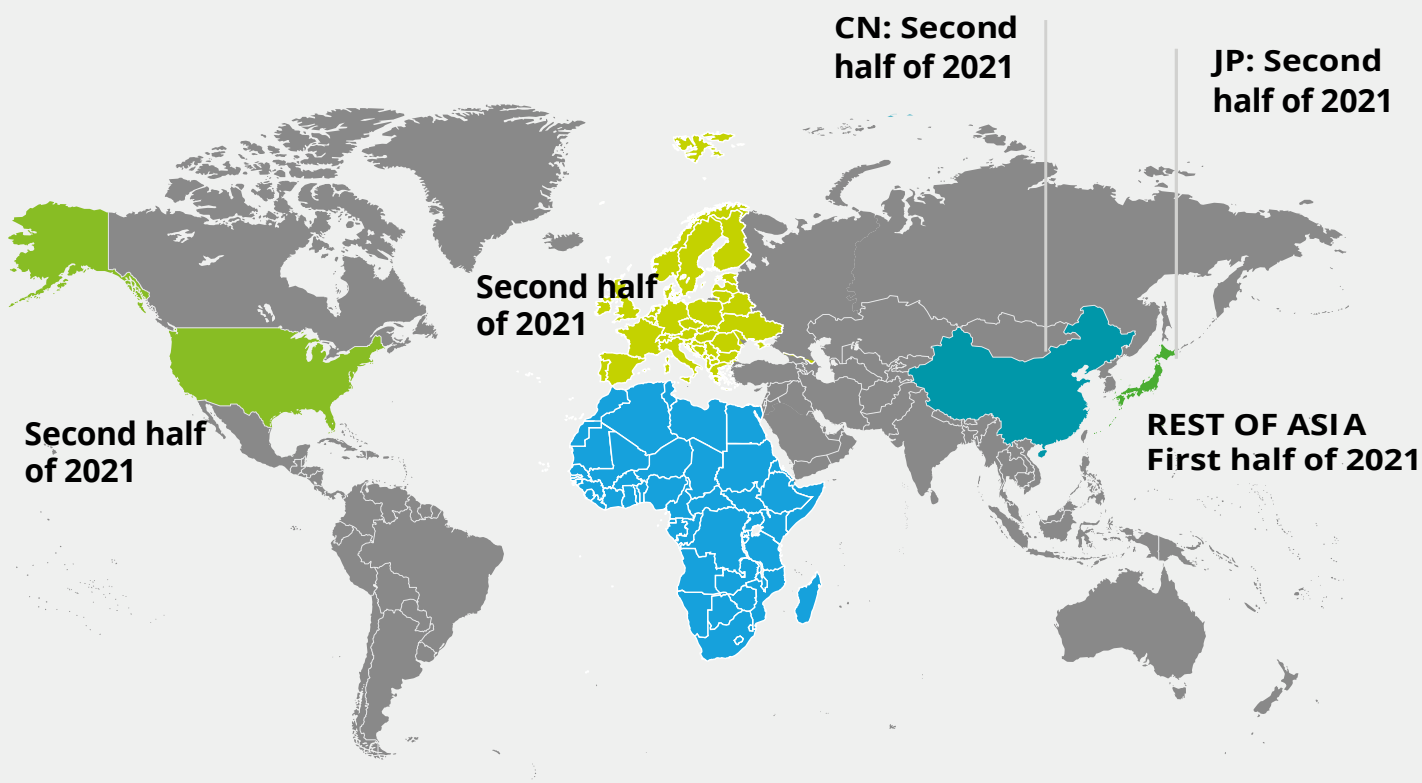 CN: Second
half of 2021
JP: Second
half of 2021
Second half
of 2021
Second half
of 2021
REST OF ASIA
First half of 2021